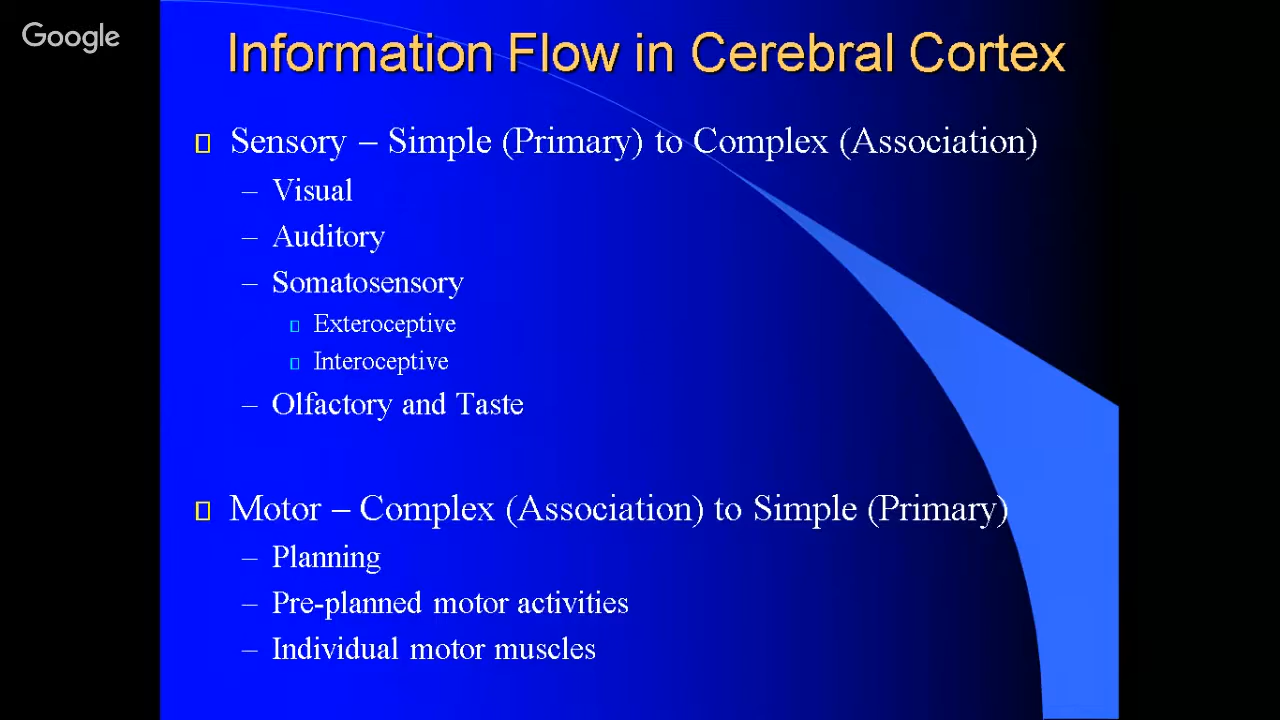 Google
Information Flow in Cerebral Cortex
Sensory – Simple (Primary) to Complex (Association)
– Visual
– Auditory
– Somatosensory
Exteroceptive
Interoceptive
– Olfactory and Taste
Motor – Complex (Association) to Simple (Primary)
– Planning
– Pre-planned motor activities
– Individual motor muscles